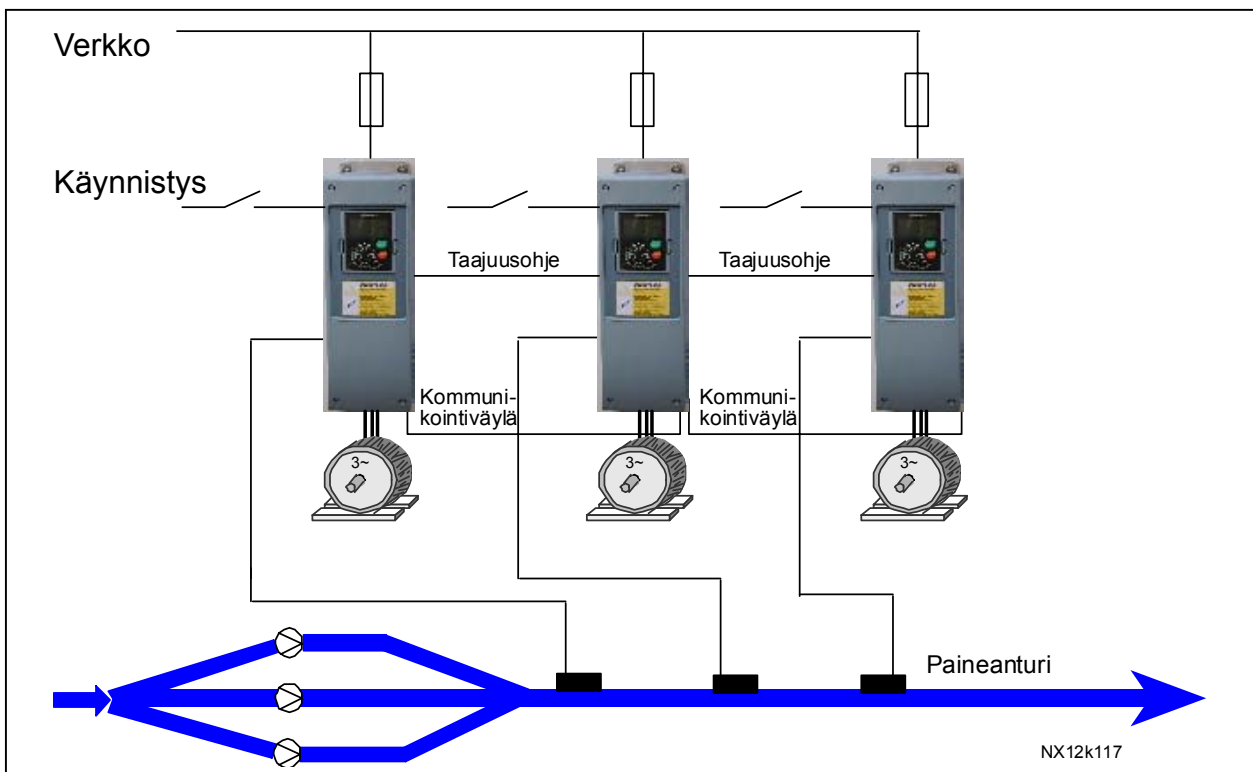 Verkko
Käynnistys
Taajuusohje
Taajuusohje
Kommuni-
kointiväylä
Kommuni-
kointiväylä
3~
3~
3~
Paineanturi
NX12k117